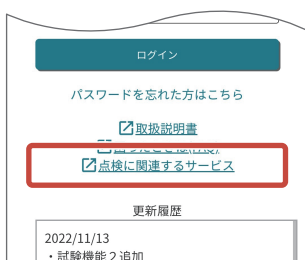 ログイン
パスワードを忘れた方はこちら
取扱説明書
点検に関連するサービス
更新履歴
2022/11/13
・試験機能2追加